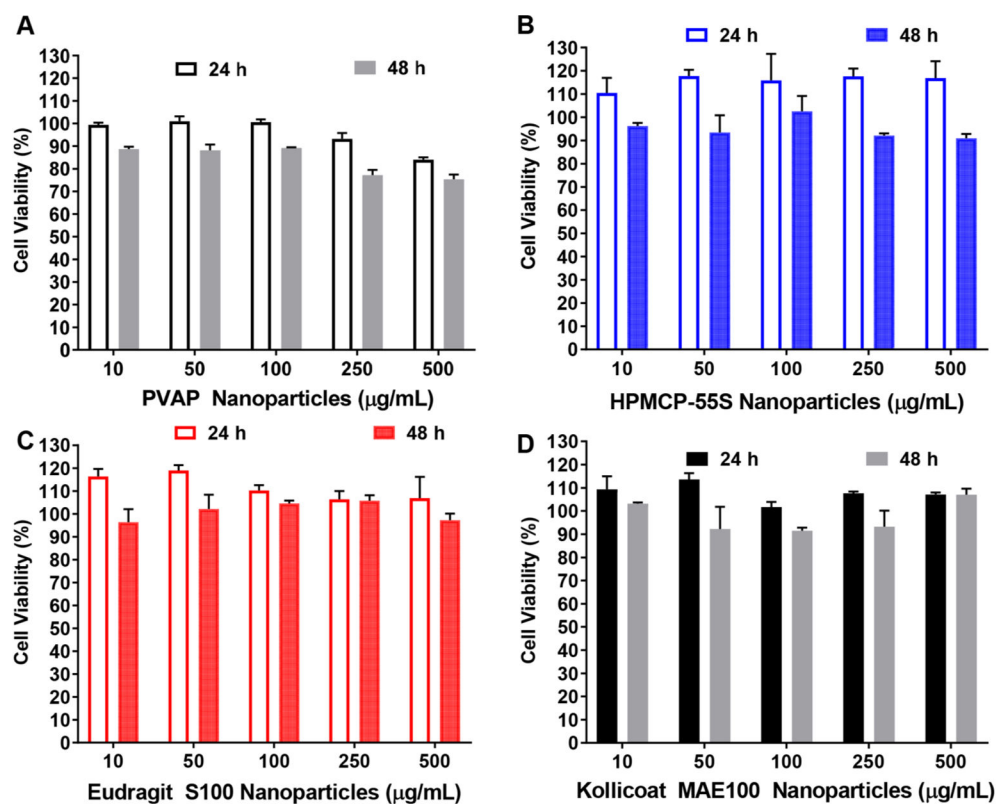 A
24 h
48 h
Cell Viability (%)
130
120
110
100
90
80
70
60
50
40
30
20
10
0
10 50 100 250 500
PVAP Nanoparticles (μg/mL)
B
24 h
48 h
Cell Viability (%)
130
120
110
100
90
80
70
60
50
40
30
20
10
0
10 50 100 250 500
HPMCP-55S Nanoparticles (μg/mL)
C
24 h
48 h
Cell Viability (%)
130
120
110
100
90
80
70
60
50
40
30
20
10
0
10 50 100 250 500
Eudragit S100 Nanoparticles (μg/mL)
D
24 h
48 h
Cell Viability (%)
130
120
110
100
90
80
70
60
50
40
30
20
10
0
10 50 100 250 500
Kollicoat MAE100 Nanoparticles (μg/mL)